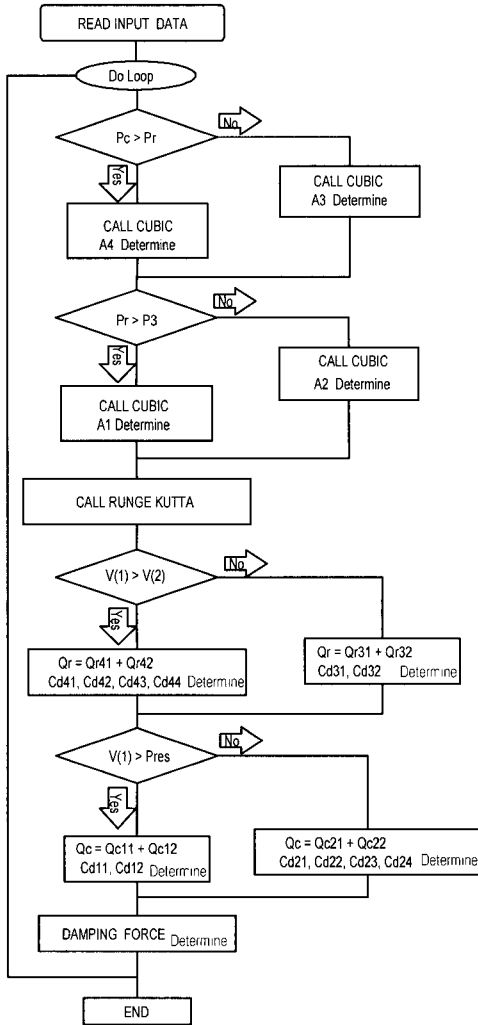 READ INPUT DATA
Do Loop
Pc > Pr
No
Yes
CALL CUBIC
A4 Determine
CALL CUBIC
A3 Determine
Pr > P3
No
Yes
CALL CUBIC
A1 Determine
CALL CUBIC
A2 Determine
CALL RUNGE KUTTA
V(1) > V(2)
No
Yes
Qr = Qr41 + Qr42
Cd41, Cd42, Cd43, Cd44 Determine
Qr = Qr31 + Qr32
Cd31, Cd32 Determine
V(1) > Pres
No
Yes
Qc = Qc11 + Qc12
Cd11, Cd12 Determine
Qc = Qc21 + Qc22
Cd21, Cd22, Cd23, Cd24 Determine
DAMPING FORCE Determine
END